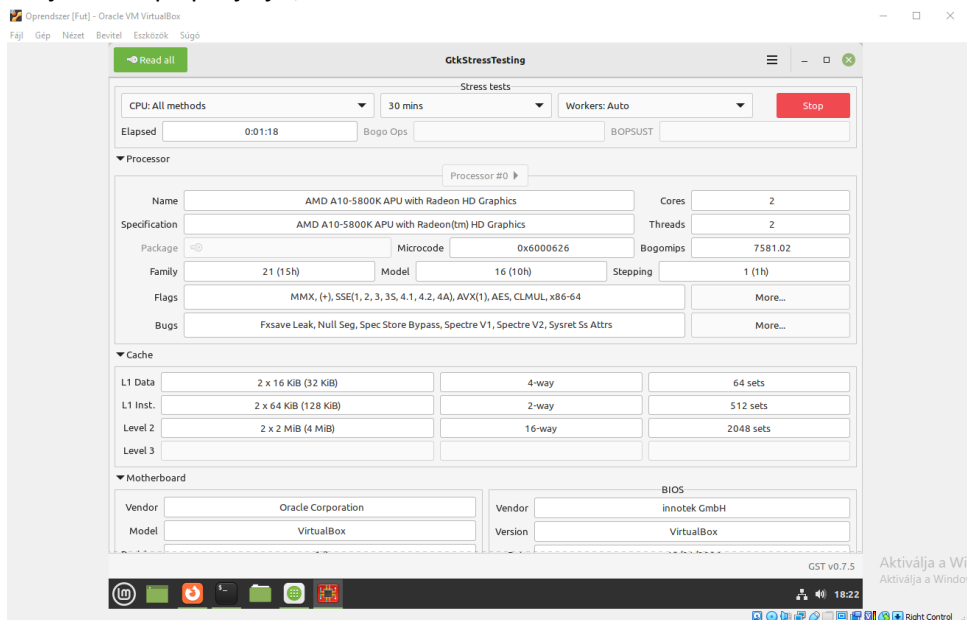 Oprendszer [Fut] - Oracle VM VirtualBox
Fájl Gép Nézet Bevitel Eszközök Súgó
Read all
GtkStressTesting
Stress tests
CPU: All methods
30 mins
Workers: Auto
Stop
Elapsed 0:01:18 Bogo Ops BOPSUST
Processor
Processor #0
Name AMD A10-5800K APU with Radeon HD Graphics Cores 2
Specification AMD A10-5800K APU with Radeon(tm) HD Graphics Threads 2
Package Microcode 0x6000626 Bogomips 7581.02
Family 21 (15h) Model 16 (10h) Stepping 1 (1h)
Flags MMX, (+), SSE(1, 2, 3, 3S, 4.1, 4.2, 4A), AVX(1), AES, CLMUL, x86-64 More...
Bugs Fxsave Leak, Null Seg, Spec Store Bypass, Spectre V1, Spectre V2, Sysret Ss Attrs More...
Cache
L1 Data 2 x 16 KiB (32 KiB) 4-way 64 sets
L1 Inst. 2 x 64 KiB (128 KiB) 2-way 512 sets
Level 2 2 x 2 MiB (4 MiB) 16-way 2048 sets
Level 3
Motherboard
BIOS
Vendor Oracle Corporation Vendor innotek GmbH
Model VirtualBox Version VirtualBox
GST v0.7.5
Aktiválja a Wi
Aktiválja a Windo
18:22
Right Control